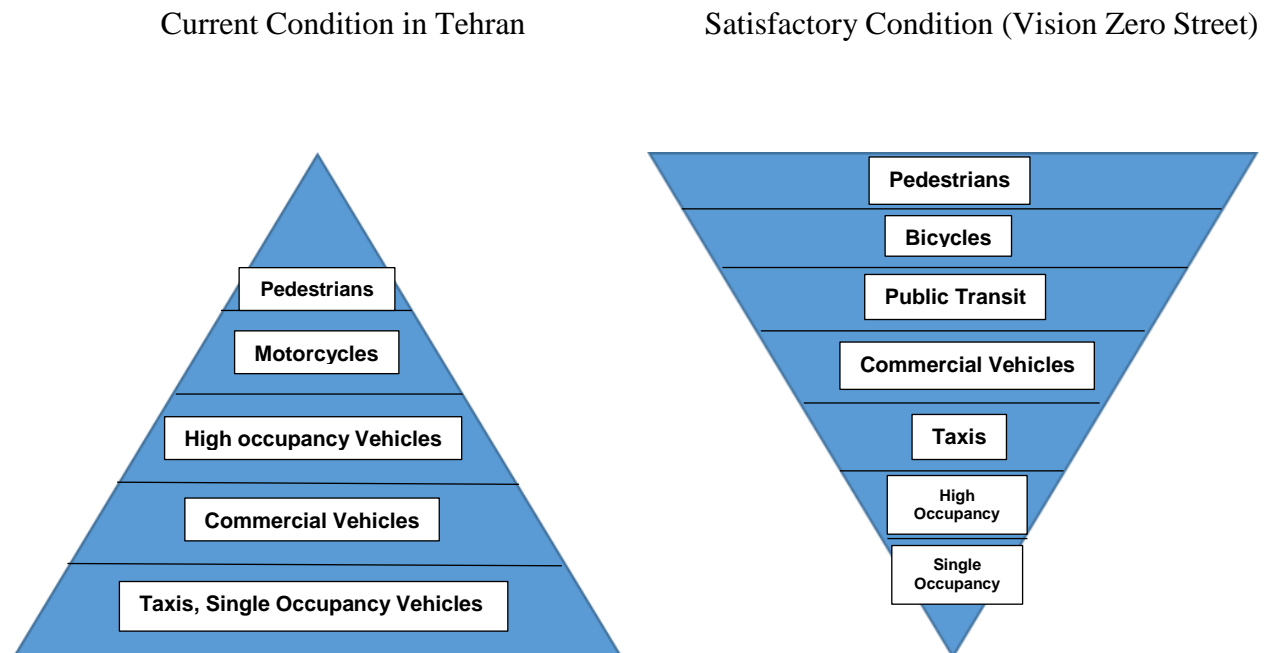 Current Condition in Tehran
Satisfactory Condition (Vision Zero Street)
Pedestrians
Motorcycles
High occupancy Vehicles
Commercial Vehicles
Taxis, Single Occupancy Vehicles
Pedestrians
Bicycles
Public Transit
Commercial Vehicles
Taxis
High
Occupancy
Single
Occupancy